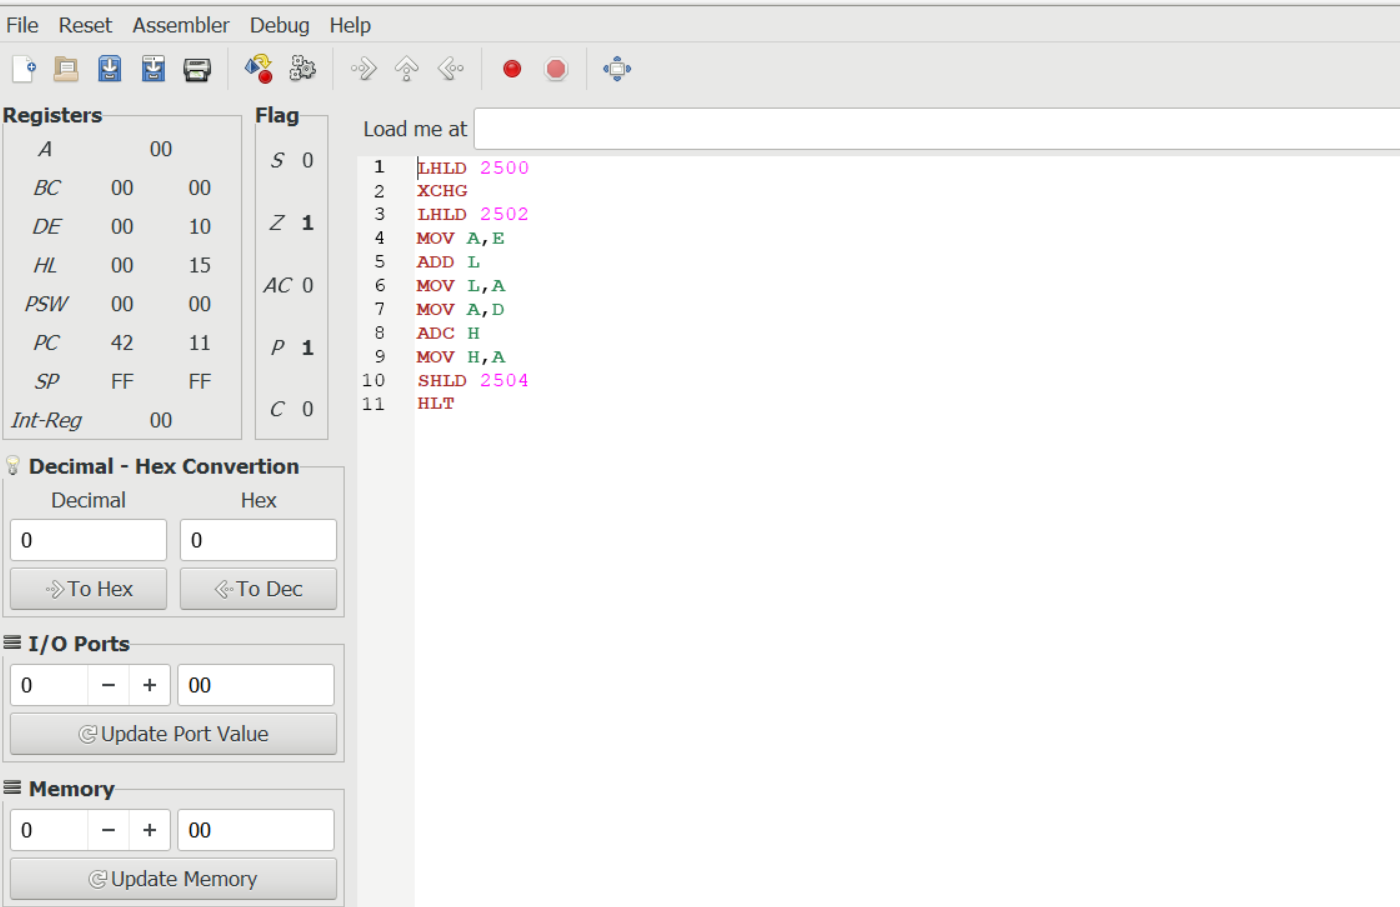 File Reset Assembler Debug Help
Registers
A 00
BC 00 00
DE 00 10
HL 00 15
PSW 00 00
PC 42 11
SP FF FF
Int-Reg 00
Flag
S 0
Z 1
AC 0
P 1
C 0
Decimal - Hex Convertion
Decimal Hex
0 0
To Hex To Dec
I/O Ports
0 − + 00
Update Port Value
Memory
0 − + 00
Update Memory
Load me at
1 LHLD 2500
2 XCHG
3 LHLD 2502
4 MOV A,E
5 ADD L
6 MOV L,A
7 MOV A,D
8 ADC H
9 MOV H,A
10 SHLD 2504
11 HLT